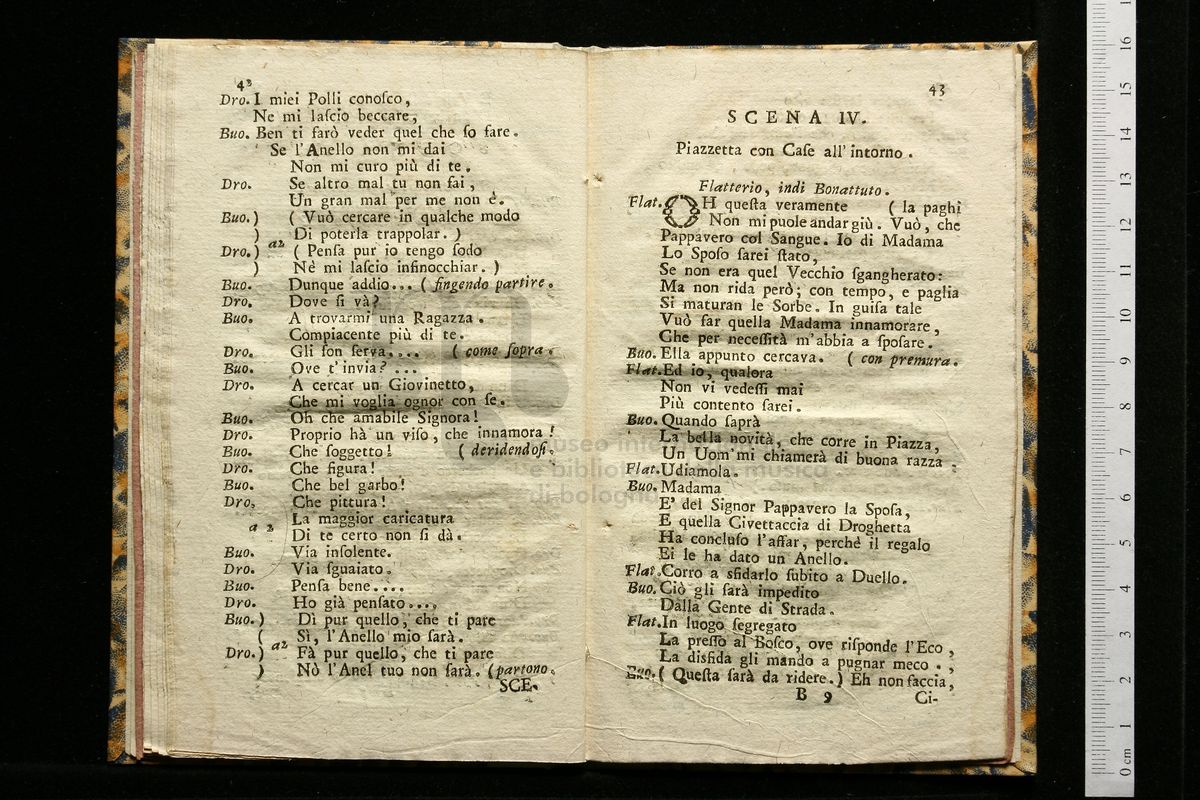 42
Dro. I miei Polli conoſco,
Ne mi laſcio beccare,
Buo. Ben ti farò veder quel che ſo fare.
Se l'Anello non mi dai
Non mi curo più di te.
Dro. Se altro mal tu non fai,
Un gran mal per me non è.
Buo. ) ( Vuò cercare in qualche modo
) a2 Di poterla trappolar. )
Dro. ) ( Penſa pur io tengo ſodo
) Nè mi laſcio infinocchiar. )
Buo. Dunque addio... ( fingendo partire.
Dro. Dove ſi và?
Buo. A trovarmi una Ragazza.
Compiacente più di te.
Dro. Gli ſon ſerva.... ( come ſopra.
Buo. Ove t'invia? ...
Dro. A cercar un Giovinetto,
Che mi voglia ognor con ſe.
Buo. Oh che amabile Signora!
Dro. Proprio hà un viſo, che innamora!
Buo. Che ſoggetto! ( deridendoſi.
Dro. Che figura!
Buo. Che bel garbo!
Dro, Che pittura!
a 2 La maggior caricatura
Di te certo non ſi dà.
Buo. Via inſolente.
Dro. Via ſguaiato.
Buo. Penſa bene....
Dro. Ho già penſato....
Buo. ) Dì pur quello, che ti pare
( a2 Sì, l'Anello mio ſarà.
Dro. ) Fà pur quello, che ti pare
) Nò l'Anel tuo non ſarà. (partono.
SCE-
43
SCENA IV.
Piazzetta con Caſe all'intorno.
Flatterio, indi Bonattuto.
Flat. OH queſta veramente ( la paghi
Non mi puole andar giù. Vuò, che
Pappavero col Sangue. Io di Madama
Lo Spoſo ſarei ſtato,
Se non era quel Vecchio ſgangherato:
Ma non rida però; con tempo, e paglia
Si maturan le Sorbe. In guiſa tale
Vuò far quella Madama innamorare,
Che per neceſſità m'abbia a ſpoſare.
Buo. Ella appunto cercava. ( con premura.
Flat. Ed io, qualora
Non vi vedeſſi mai
Più contento ſarei.
Buo. Quando ſaprà
La bella novità, che corre in Piazza,
Un Uom' mi chiamerà di buona razza.
Flat. Udiamola.
Buo. Madama
E' del Signor Pappavero la Spoſa,
E quella Civettaccia di Droghetta
Ha concluſo l'affar, perchè il regalo
Ei le ha dato un Anello.
Flat. Corro a sfidarlo ſubito a Duello.
Buo. Ciò gli ſarà impedito
Dalla Gente di Strada.
Flat. In luogo ſegregato
La preſſo al Boſco, ove riſponde l'Eco,
La disfida gli mando a pugnar meco.
Buo. ( Queſta ſarà da ridere. ) Eh non faccia,
B 9
Ci-